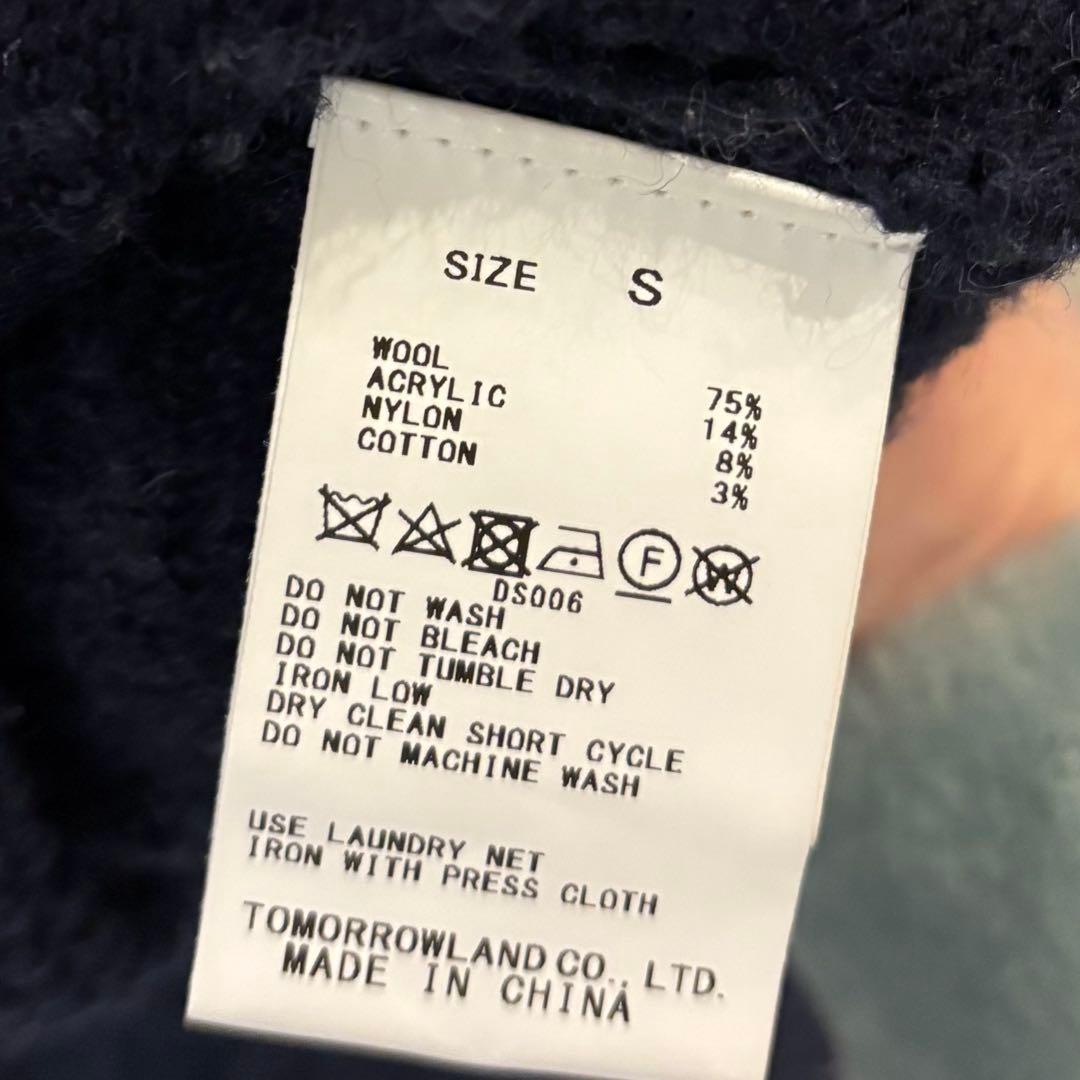 SIZE S
WOOL 75%
ACRYLIC 14%
NYLON 8%
COTTON 3%
F W
DS006
DO NOT WASH
DO NOT BLEACH
DO NOT TUMBLE DRY
IRON LOW
DRY CLEAN SHORT CYCLE
DO NOT MACHINE WASH
USE LAUNDRY NET
IRON WITH PRESS CLOTH
TOMORROWLAND CO., LTD.
MADE IN CHINA